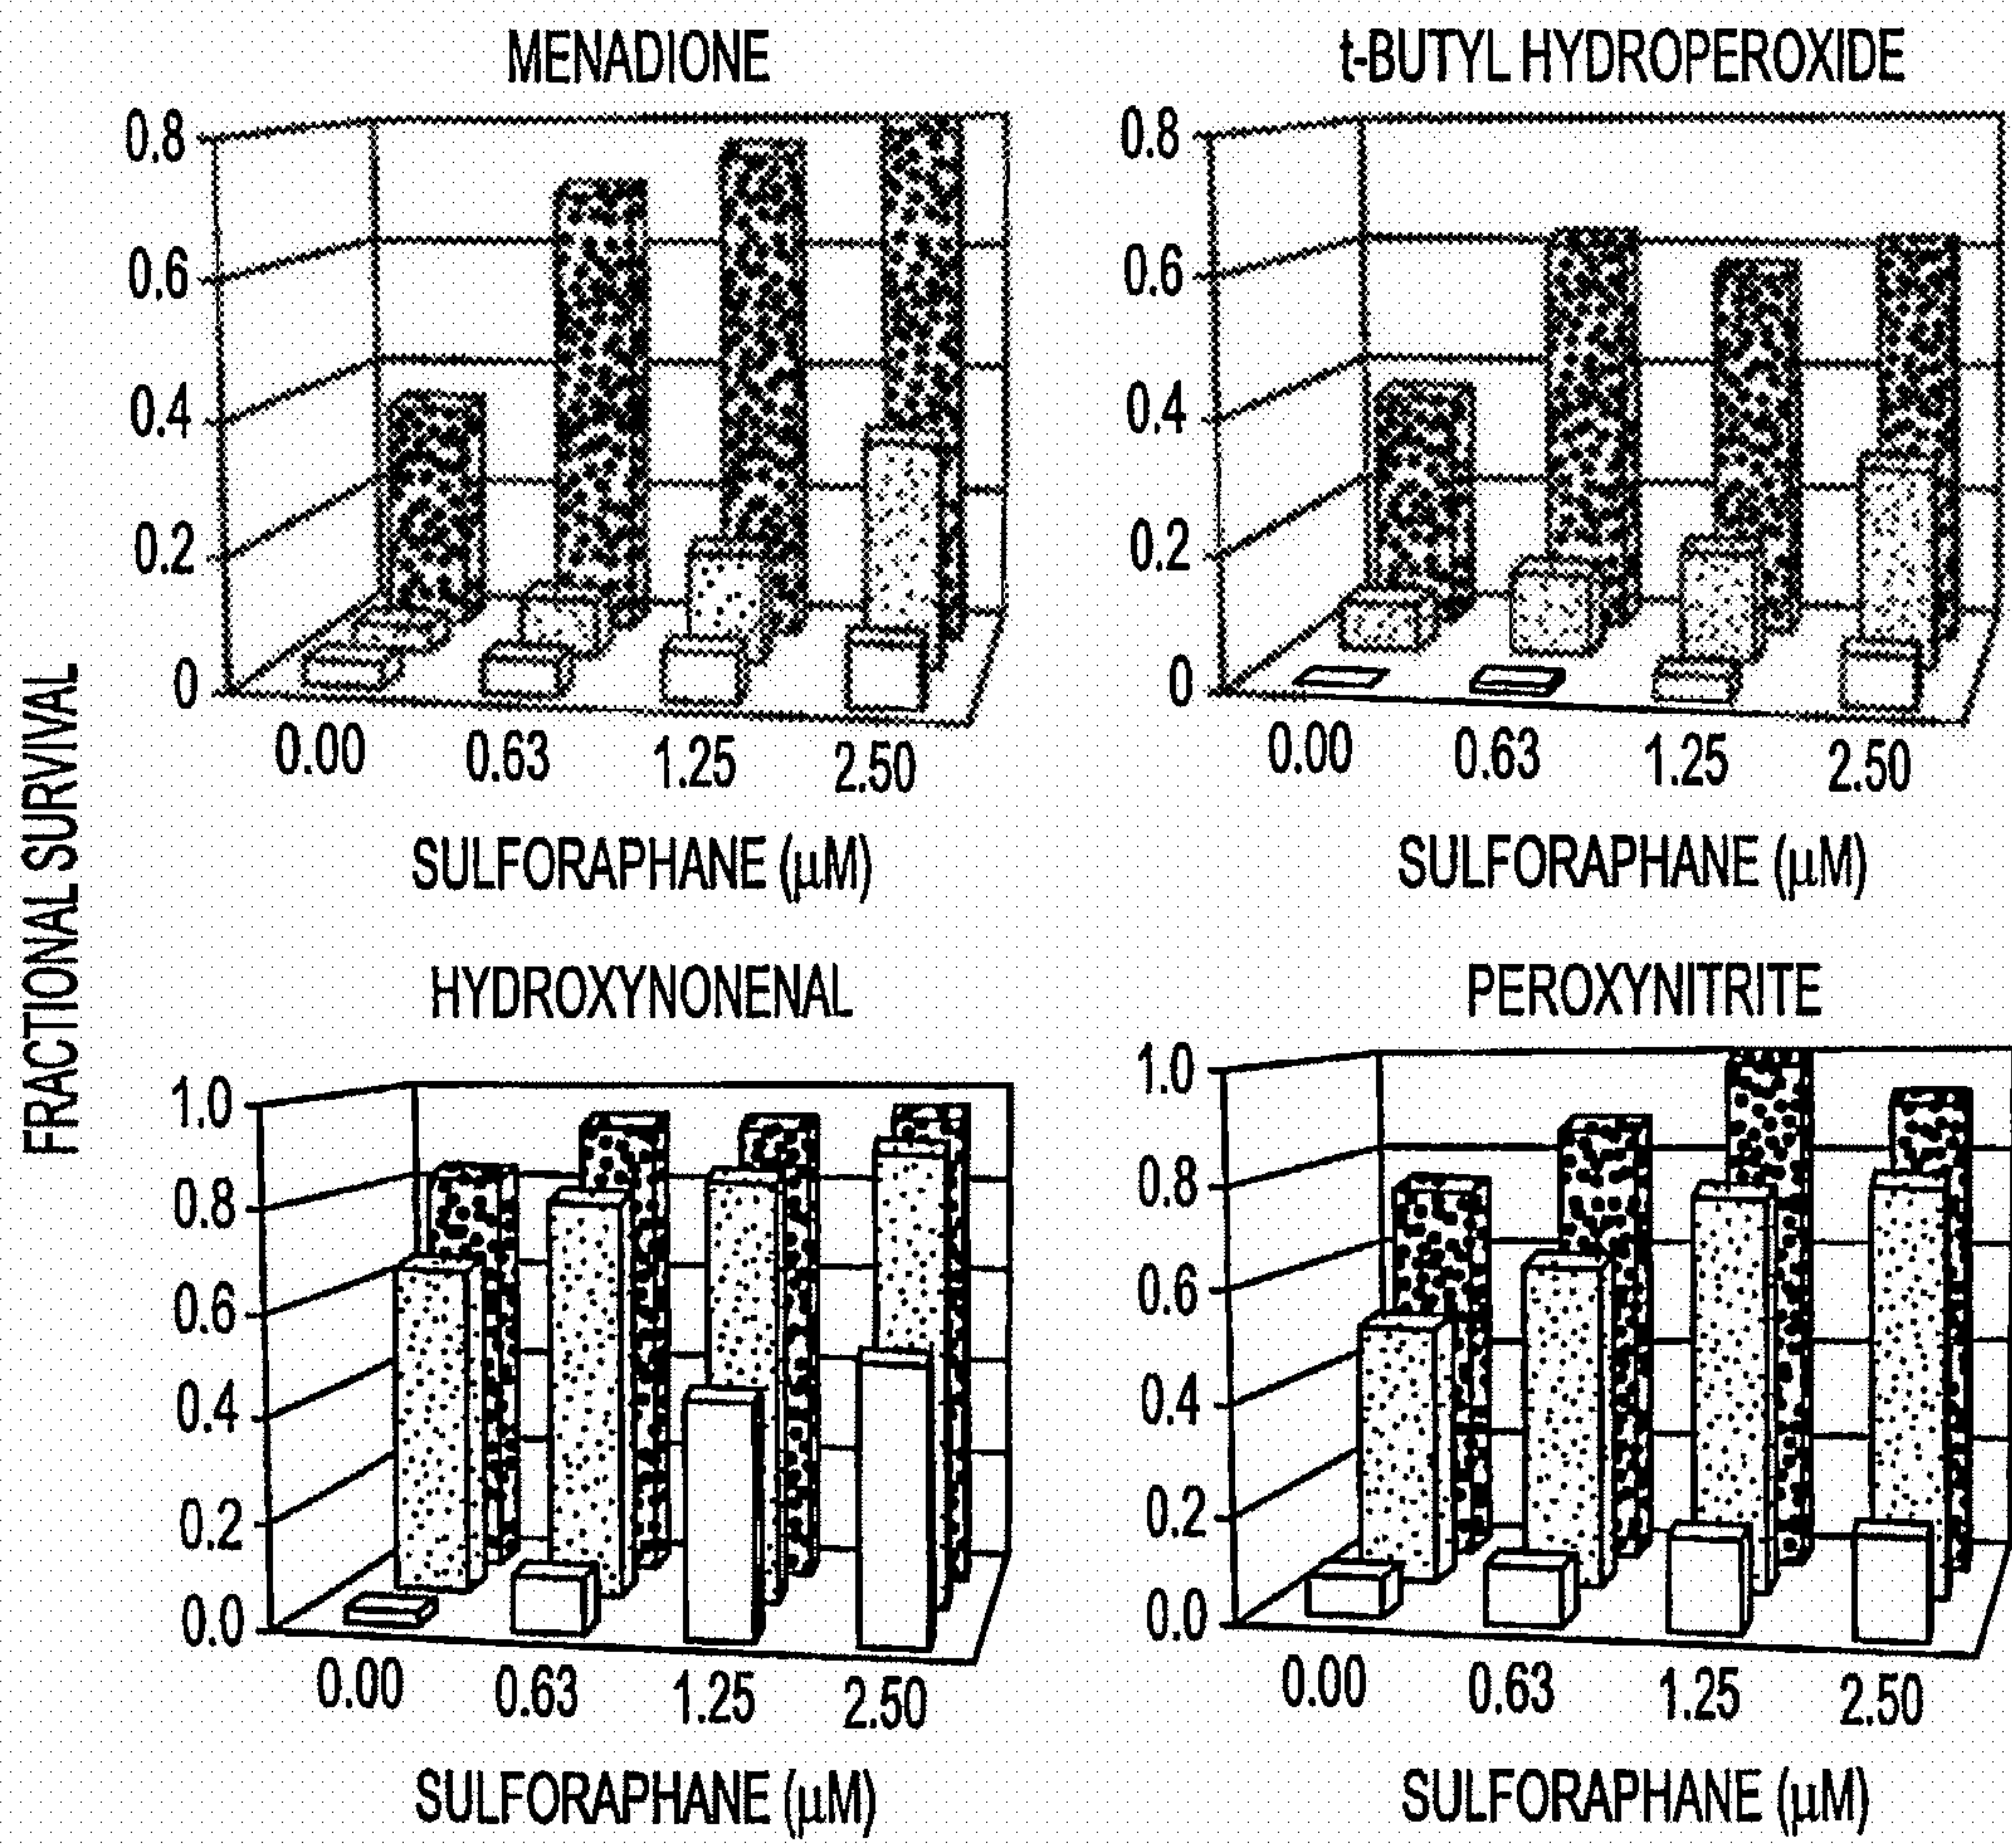 FRACTIONAL SURVIVAL
MENADIONE
0.8
0.6
0.4
0.2
0
0.00 0.63 1.25 2.50
SULFORAPHANE (μM)
t-BUTYL HYDROPEROXIDE
0.8
0.6
0.4
0.2
0
0.00 0.63 1.25 2.50
SULFORAPHANE (μM)
HYDROXYNONENAL
1.0
0.8
0.6
0.4
0.2
0.0
0.00 0.63 1.25 2.50
SULFORAPHANE (μM)
PEROXYNITRITE
1.0
0.8
0.6
0.4
0.2
0.0
0.00 0.63 1.25 2.50
SULFORAPHANE (μM)